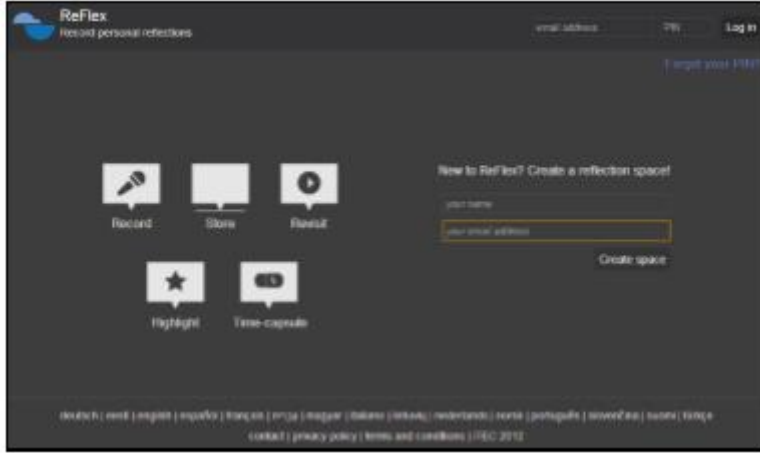 ReFlex
Record personal reflections
email address PIN Log in
Forgot your PIN?
New to ReFlex? Create a reflection space!
your name
your email address
Create space
Record Store Revisit
Highlight Time-capsule
deutsch | eesti | english | español | français | עברית | magyar | italiano | lietuvių | nederlands | norsk | português | slovenčina | suomi | türkçe
contact | privacy policy | terms and conditions | iTEC 2012